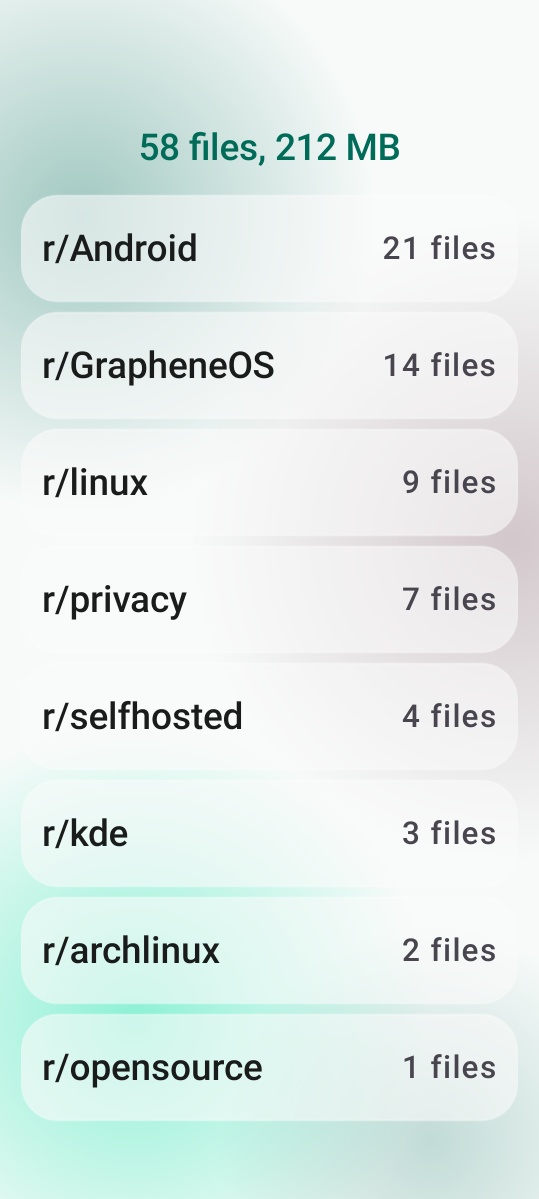 58 files, 212 MB
r/Android 21 files
r/GrapheneOS 14 files
r/linux 9 files
r/privacy 7 files
r/selfhosted 4 files
r/kde 3 files
r/archlinux 2 files
r/opensource 1 files